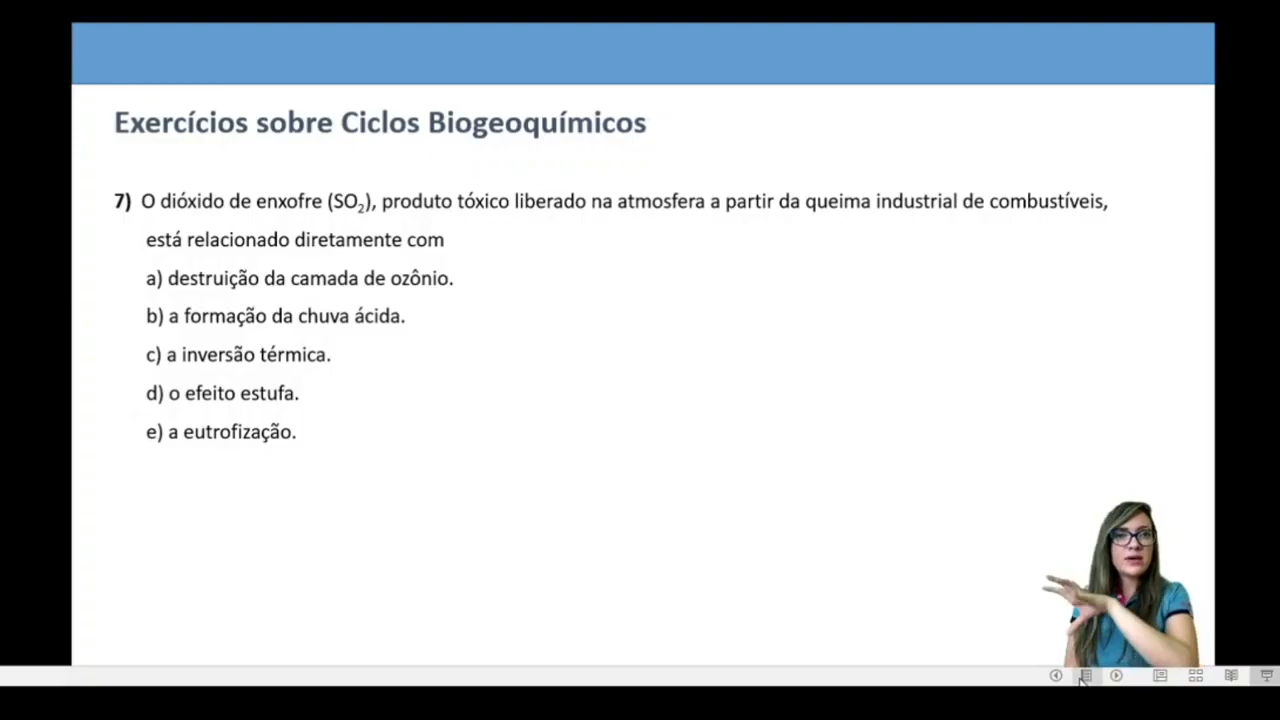 Exercícios sobre Ciclos Biogeoquímicos
7) O dióxido de enxofre (SO₂), produto tóxico liberado na atmosfera a partir da queima industrial de combustíveis,
está relacionado diretamente com
a) destruição da camada de ozônio.
b) a formação da chuva ácida.
c) a inversão térmica.
d) o efeito estufa.
e) a eutrofização.